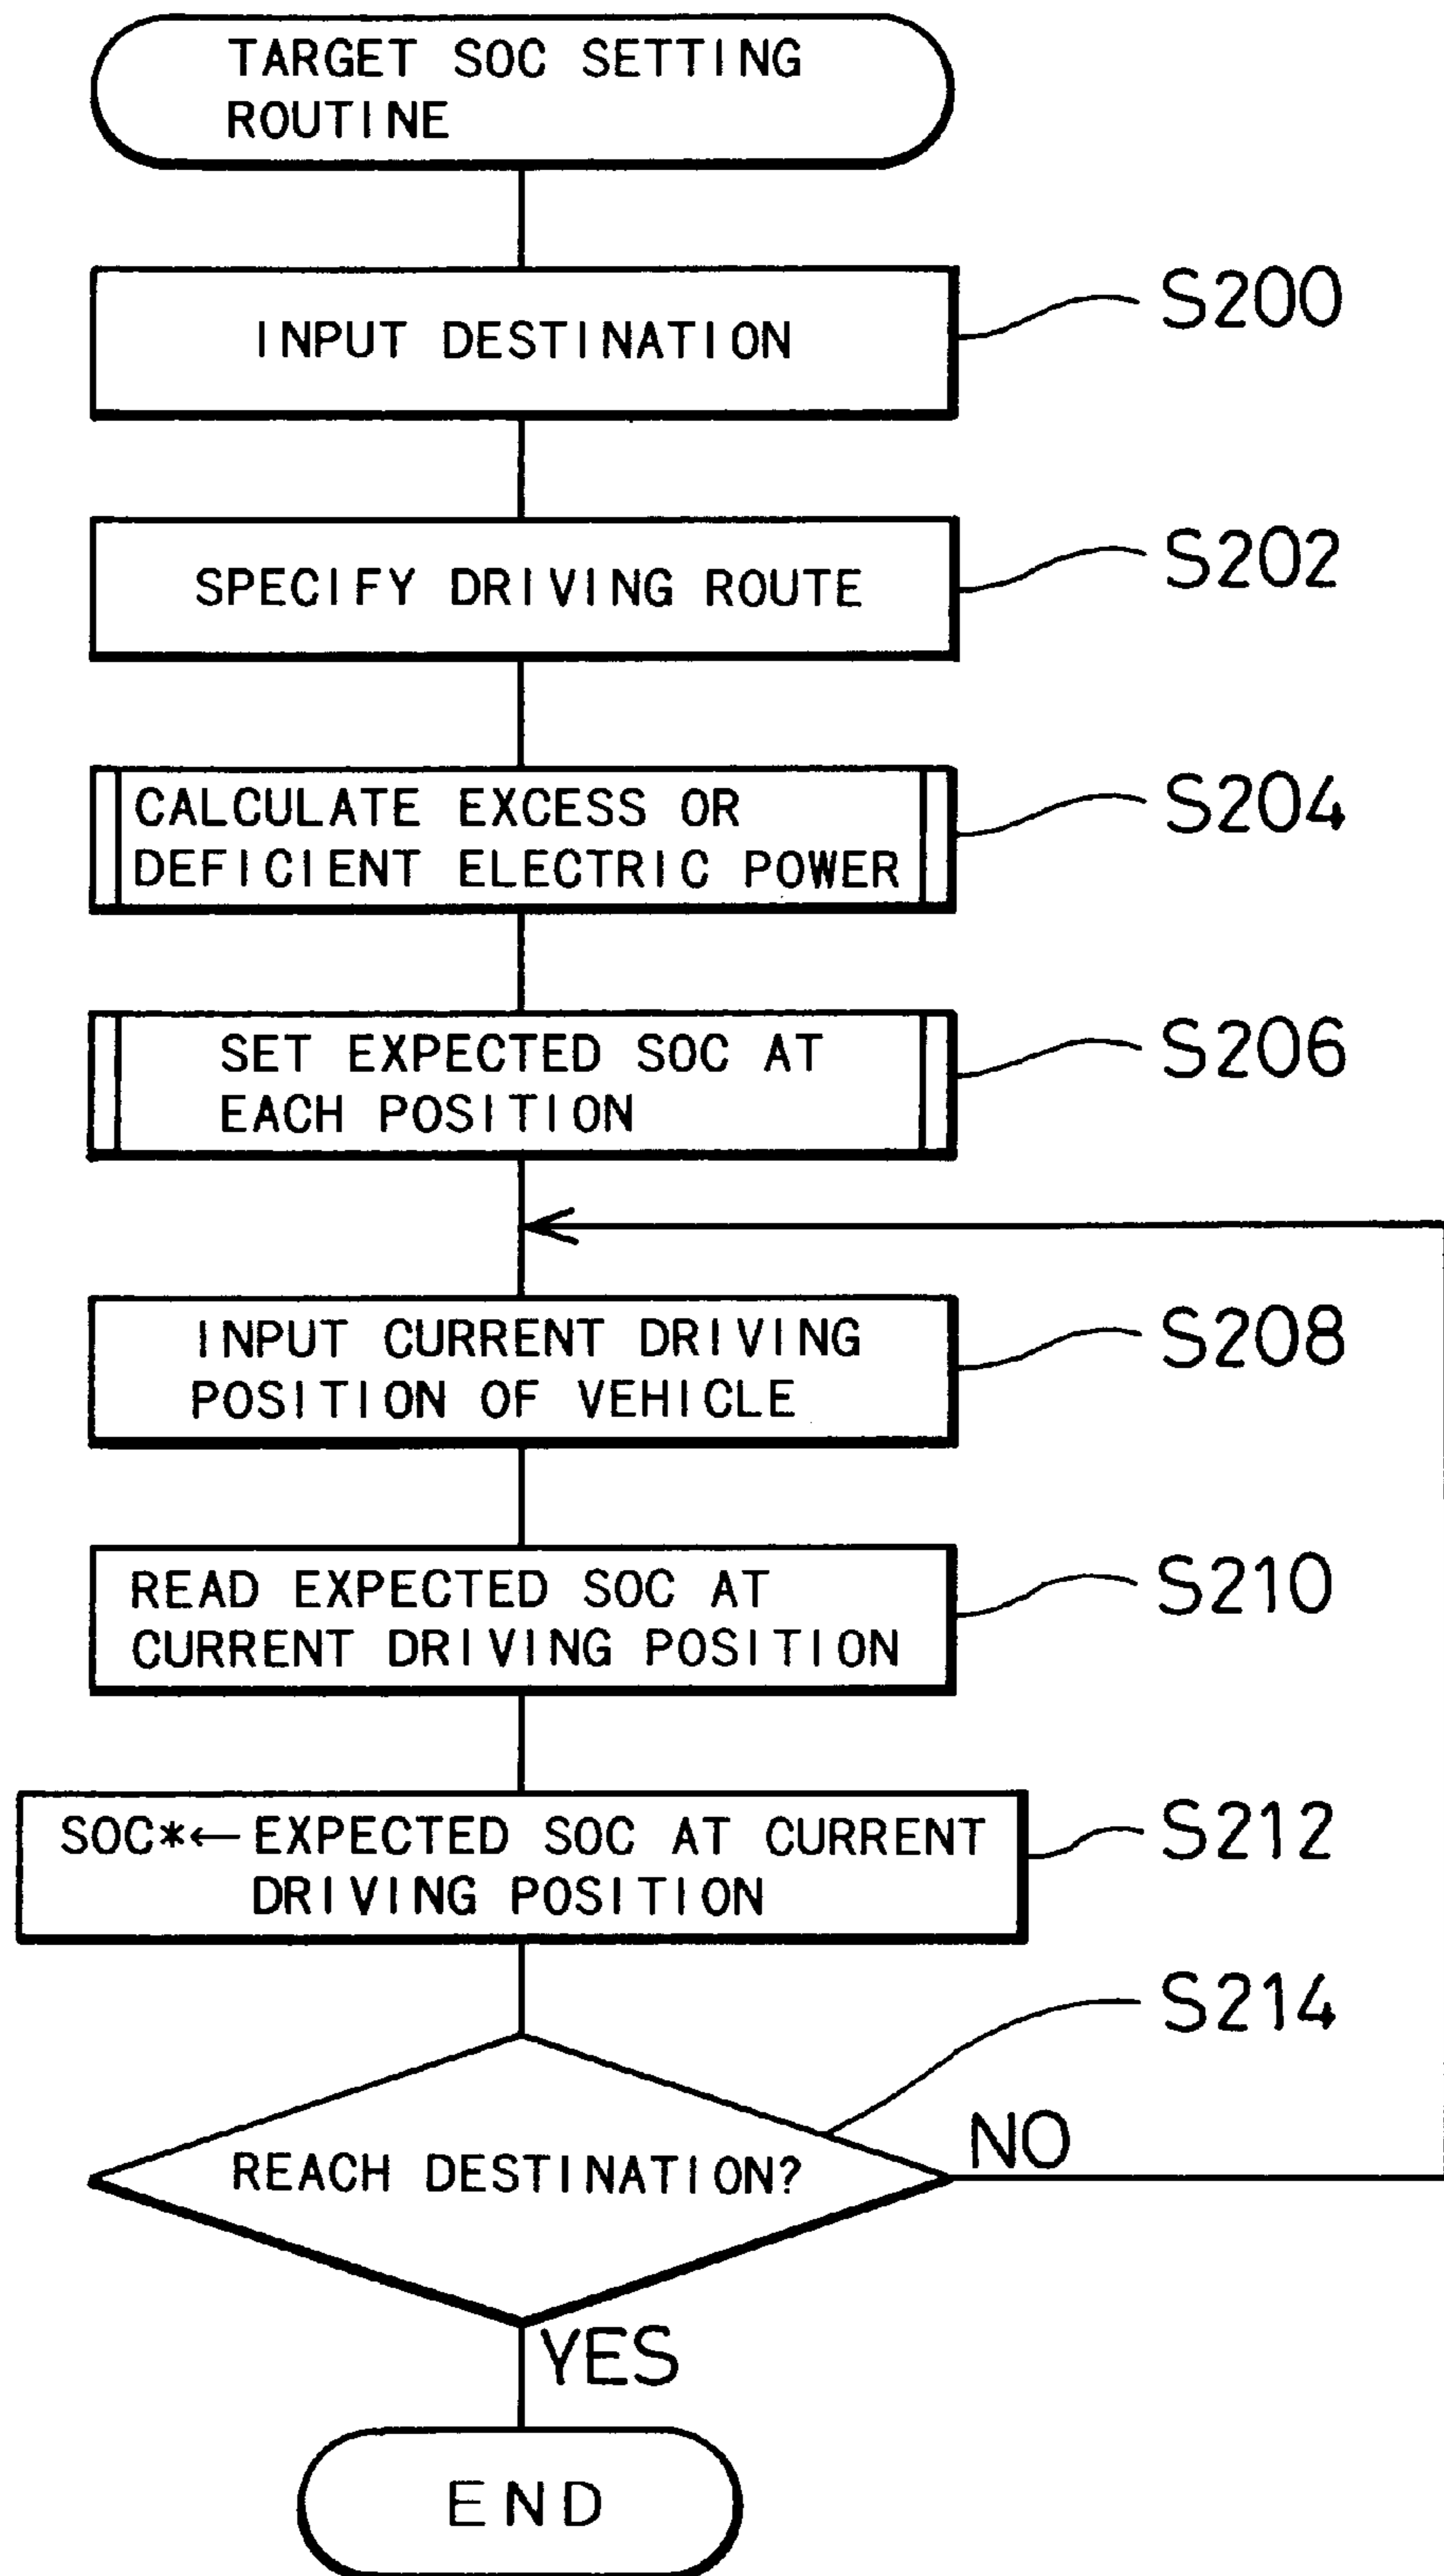 TARGET SOC SETTING
ROUTINE
INPUT DESTINATION
S200
SPECIFY DRIVING ROUTE
S202
CALCULATE EXCESS OR
DEFICIENT ELECTRIC POWER
S204
SET EXPECTED SOC AT
EACH POSITION
S206
INPUT CURRENT DRIVING
POSITION OF VEHICLE
S208
READ EXPECTED SOC AT
CURRENT DRIVING POSITION
S210
SOC*←EXPECTED SOC AT CURRENT
DRIVING POSITION
S212
S214
REACH DESTINATION?
NO
YES
END